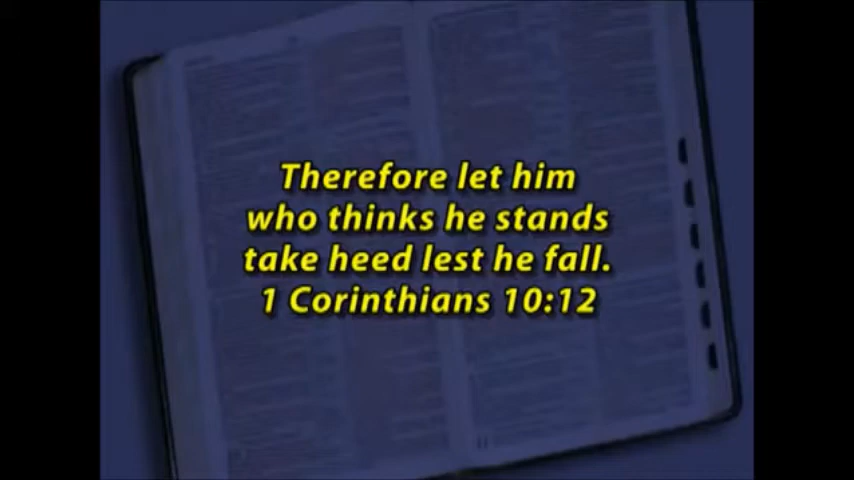 Therefore let him
who thinks he stands
take heed lest he fall.
1 Corinthians 10:12